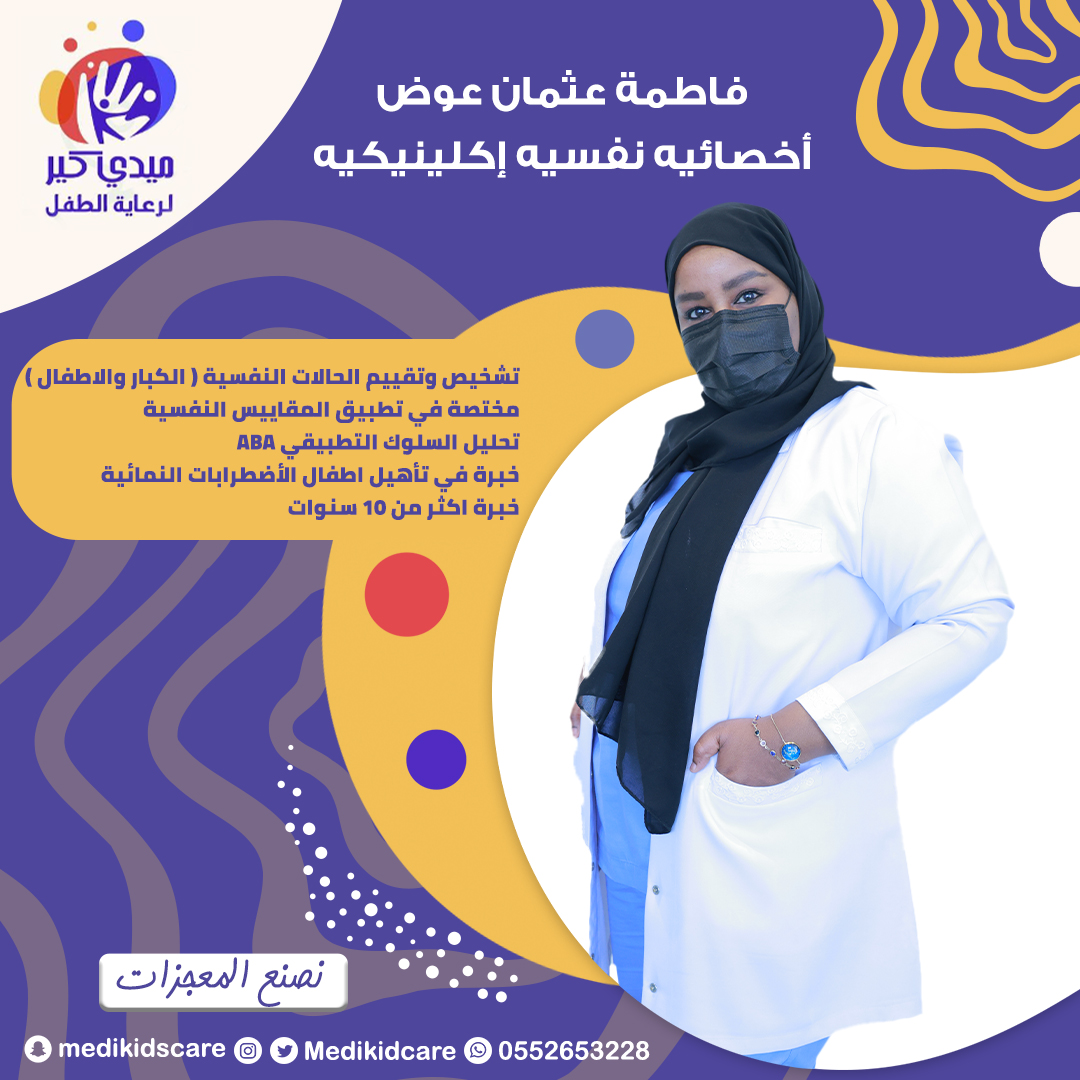 ميدي كير
لرعاية الطفل
فاطمة عثمان عوض
أخصائيه نفسيه إكلينيكيه
تشخيص وتقييم الحالات النفسية ( الكبار والاطفال )
مختصة في تطبيق المقاييس النفسية
تحليل السلوك التطبيقي ABA
خبرة في تأهيل اطفال الأضطرابات النمائية
خبرة اكثر من 10 سنوات
نصنع المعجزات
medikidscare Medikidcare 0552653228